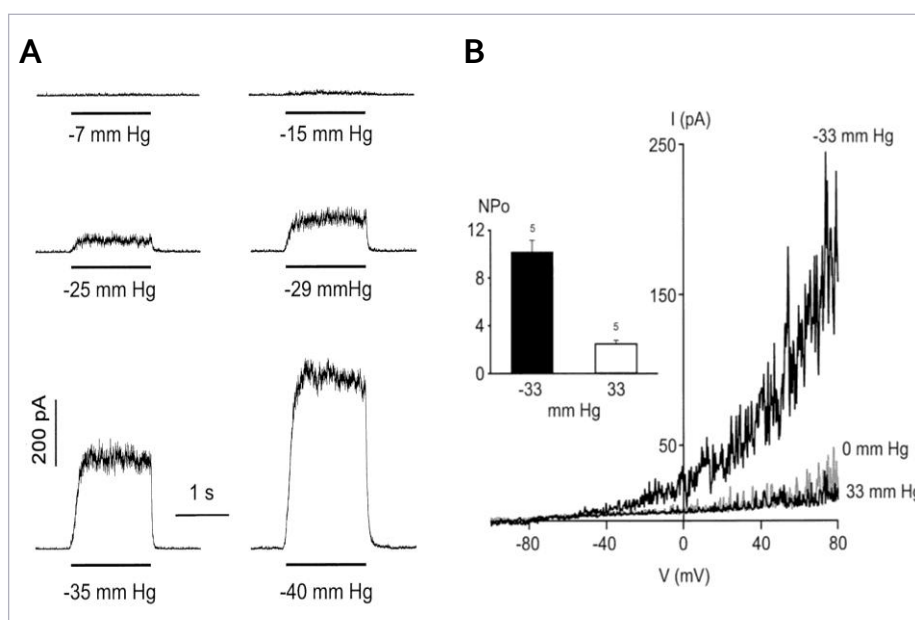 A
-7 mm Hg
-15 mm Hg
-25 mm Hg
-29 mmHg
200 pA
1 s
-35 mm Hg
-40 mm Hg
B
I (pA)
250
-33 mm Hg
NPo
12
8
4
0
5
5
-33
33
mm Hg
150
50
0 mm Hg
33 mm Hg
-80
-40
0
40
80
V (mV)